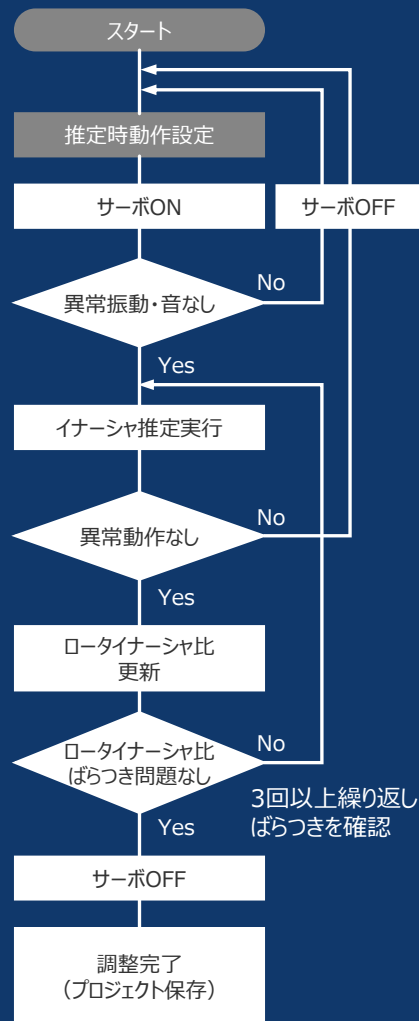 スタート
推定時動作設定
サーボON
サーボOFF
異常振動・音なし
No
Yes
イナーシャ推定実行
異常動作なし
No
Yes
ロータイナーシャ比
更新
ロータイナーシャ比
ばらつき問題なし
No
3回以上繰り返し
ばらつきを確認
Yes
サーボOFF
調整完了
（プロジェクト保存）